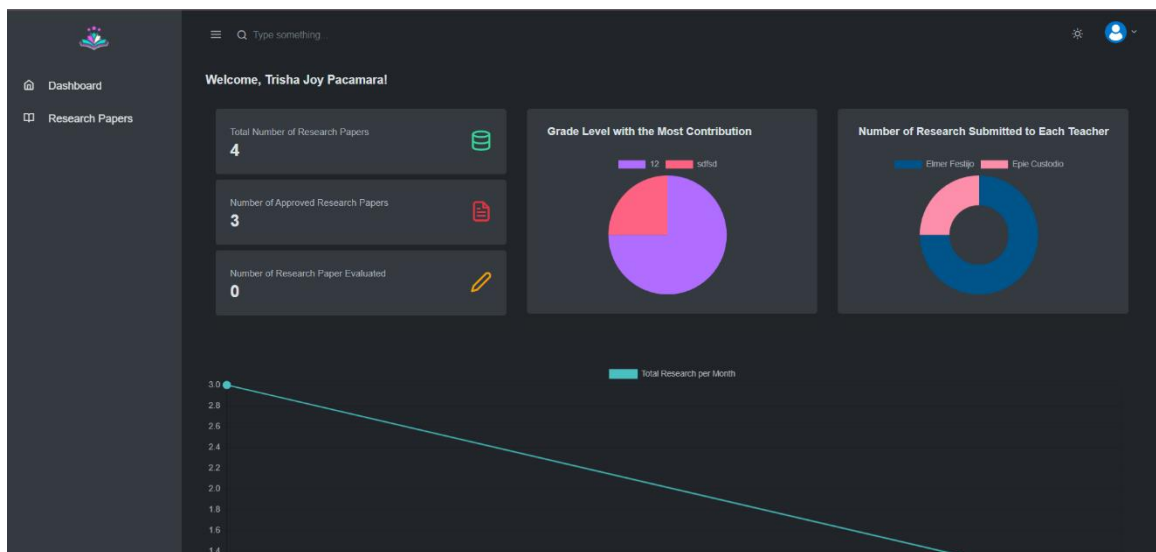 Type something...
Dashboard
Research Papers
Welcome, Trisha Joy Pacamara!
Total Number of Research Papers
4
Number of Approved Research Papers
3
Number of Research Paper Evaluated
0
Grade Level with the Most Contribution
12 sdfsd
Number of Research Submitted to Each Teacher
Elmer Festijo Epie Custodio
Total Research per Month
3.0
2.8
2.6
2.4
2.2
2.0
1.8
1.6
1.4